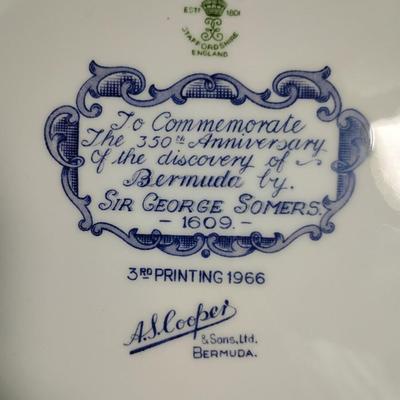 ESTD 1801
STAFFORDSHIRE
ENGLAND
To Commemorate
The 350th Anniversary
of the discovery of
Bermuda by.
SIR GEORGE SOMERS.
- 1609. -
3RD PRINTING 1966
A.S. Cooper
& Sons, Ltd.
BERMUDA.